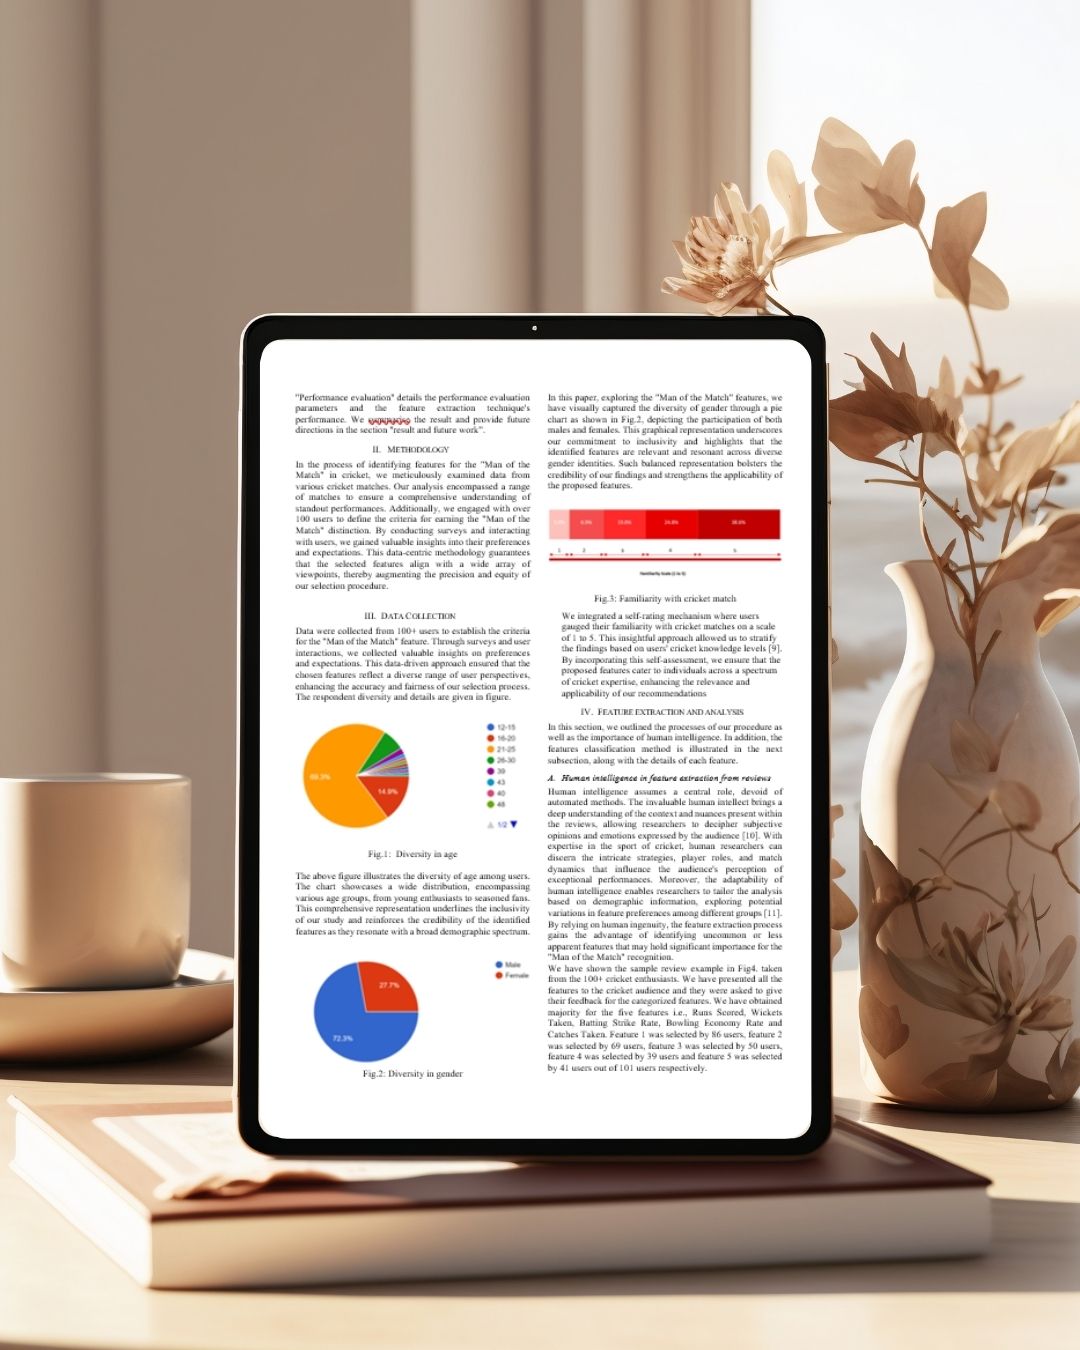 "Performance evaluation" details the performance evaluation
parameters and the feature extraction technique's
performance. We summarise the result and provide future
directions in the section "result and future work".
II. METHODOLOGY
In the process of identifying features for the "Man of the
Match" in cricket, we meticulously examined data from
various cricket matches. Our analysis encompassed a range
of matches to ensure a comprehensive understanding of
standout performances. Additionally, we engaged with over
100 users to define the criteria for earning the "Man of the
Match" distinction. By conducting surveys and interacting
with users, we gained valuable insights into their preferences
and expectations. This data-centric methodology guarantees
that the selected features align with a wide array of
viewpoints, thereby augmenting the precision and equity of
our selection procedure.
III. DATA COLLECTION
Data were collected from 100+ users to establish the criteria
for the "Man of the Match" feature. Through surveys and user
interactions, we collected valuable insights on preferences
and expectations. This data-driven approach ensured that the
chosen features reflect a diverse range of user perspectives,
enhancing the accuracy and fairness of our selection process.
The respondent diversity and details are given in figure.
69.3%
14.9%
12-15
16-20
21-25
26-30
39
43
40
48
1/2
Fig.1: Diversity in age
The above figure illustrates the diversity of age among users.
The chart showcases a wide distribution, encompassing
various age groups, from young enthusiasts to seasoned fans.
This comprehensive representation underlines the inclusivity
of our study and reinforces the credibility of the identified
features as they resonate with a broad demographic spectrum.
Male
Female
27.7%
72.3%
Fig.2: Diversity in gender
In this paper, exploring the "Man of the Match" features, we
have visually captured the diversity of gender through a pie
chart as shown in Fig.2, depicting the participation of both
males and females. This graphical representation underscores
our commitment to inclusivity and highlights that the
identified features are relevant and resonant across diverse
gender identities. Such balanced representation bolsters the
credibility of our findings and strengthens the applicability of
the proposed features.
1 2 3 4 5
Familiarity Scale (1 to 5)
Fig.3: Familiarity with cricket match
We integrated a self-rating mechanism where users
gauged their familiarity with cricket matches on a scale
of 1 to 5. This insightful approach allowed us to stratify
the findings based on users' cricket knowledge levels [9].
By incorporating this self-assessment, we ensure that the
proposed features cater to individuals across a spectrum
of cricket expertise, enhancing the relevance and
applicability of our recommendations
IV. FEATURE EXTRACTION AND ANALYSIS
In this section, we outlined the processes of our procedure as
well as the importance of human intelligence. In addition, the
features classification method is illustrated in the next
subsection, along with the details of each feature.
A. Human intelligence in feature extraction from reviews
Human intelligence assumes a central role, devoid of
automated methods. The invaluable human intellect brings a
deep understanding of the context and nuances present within
the reviews, allowing researchers to decipher subjective
opinions and emotions expressed by the audience [10]. With
expertise in the sport of cricket, human researchers can
discern the intricate strategies, player roles, and match
dynamics that influence the audience's perception of
exceptional performances. Moreover, the adaptability of
human intelligence enables researchers to tailor the analysis
based on demographic information, exploring potential
variations in feature preferences among different groups [11].
By relying on human ingenuity, the feature extraction process
gains the advantage of identifying uncommon or less
apparent features that may hold significant importance for the
"Man of the Match" recognition.
We have shown the sample review example in Fig4. taken
from the 100+ cricket enthusiasts. We have presented all the
features to the cricket audience and they were asked to give
their feedback for the categorized features. We have obtained
majority for the five features i.e., Runs Scored, Wickets
Taken, Batting Strike Rate, Bowling Economy Rate and
Catches Taken. Feature 1 was selected by 86 users, feature 2
was selected by 69 users, feature 3 was selected by 50 users,
feature 4 was selected by 39 users and feature 5 was selected
by 41 users out of 101 users respectively.